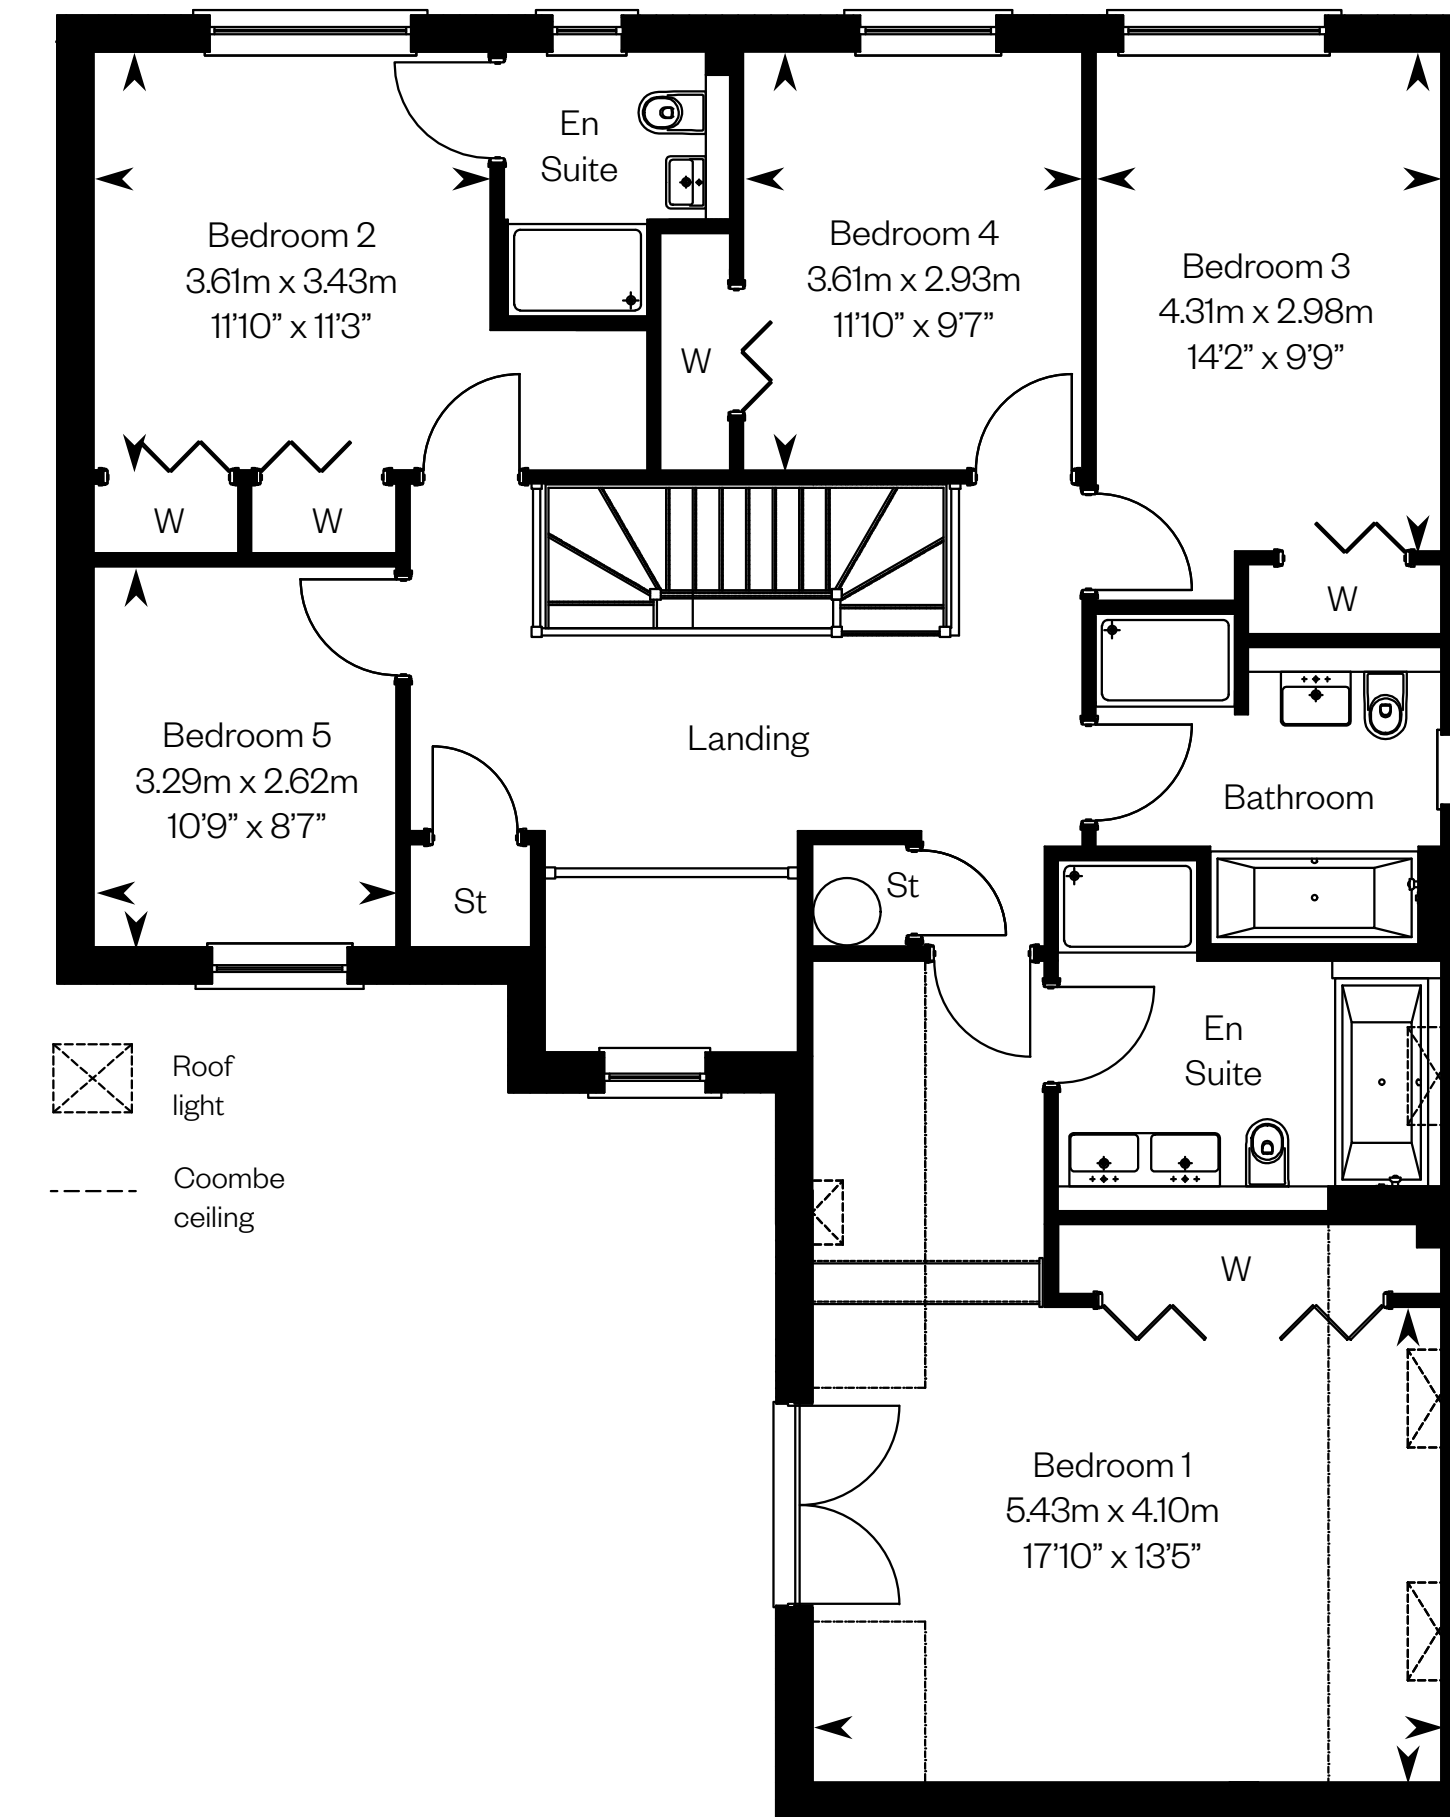 En
Suite
Bedroom 2
3.61m x 3.43m
11’10” x 11’3”
Bedroom 4
3.61m x 2.93m
11’10” x 9’7”
Bedroom 3
4.31m x 2.98m
14’2” x 9’9”
W
W
W
W
Bedroom 5
3.29m x 2.62m
10’9” x 8’7”
Landing
Bathroom
St
St
En
Suite
Roof
light
Coombe
ceiling
W
Bedroom 1
5.43m x 4.10m
17’10” x 13’5”